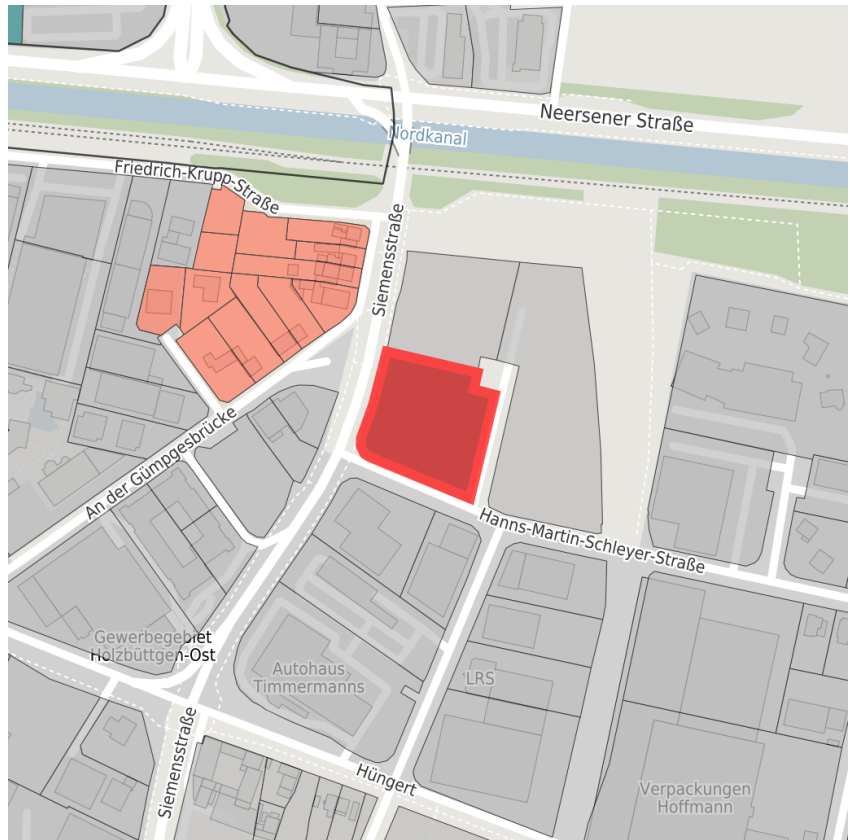 Neersener Straße
Nordkanal
Friedrich-Krupp-Straße
Siemensstraße
An der Gümpgesbrücke
Hanns-Martin-Schleyer-Straße
Gewerbegebiet
Holzbüttgen-Ost
Autohaus
Timmermanns
LRS
Siemensstraße
Hüngert
Verpackungen
Hoffmann